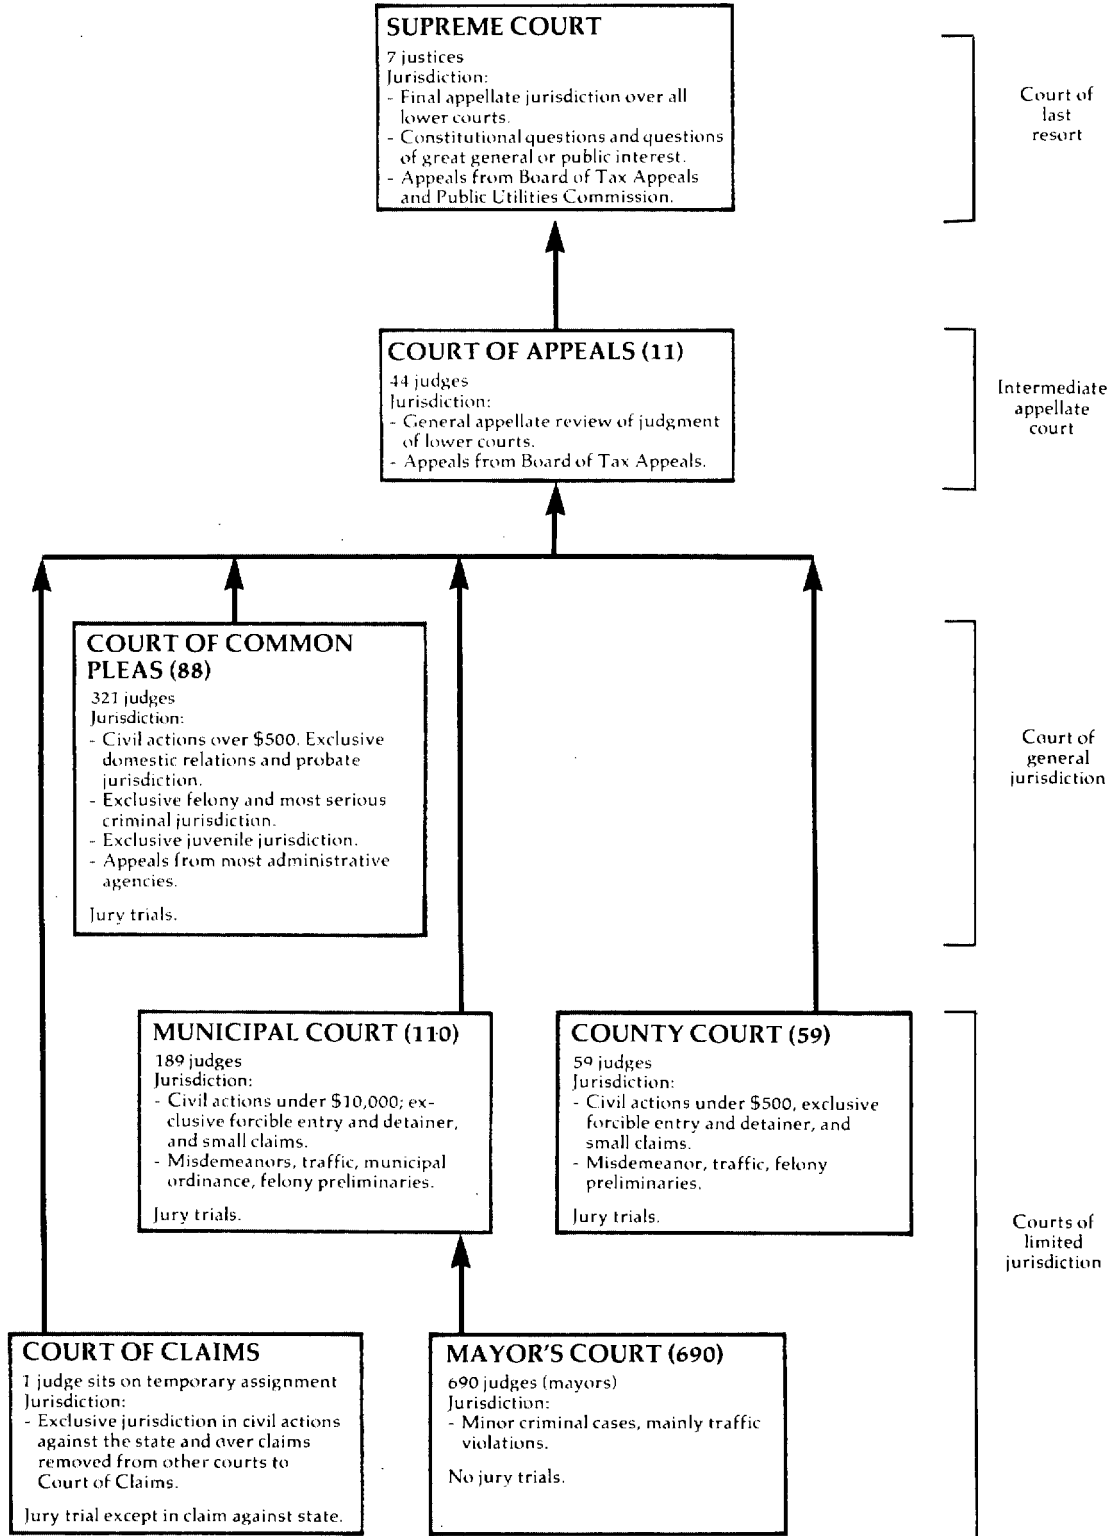 SUPREME COURT
7 justices
Jurisdiction:
- Final appellate jurisdiction over all
lower courts.
- Constitutional questions and questions
of great general or public interest.
- Appeals from Board of Tax Appeals
and Public Utilities Commission.
Court of
last
resort
COURT OF APPEALS (11)
44 judges
Jurisdiction:
- General appellate review of judgment
of lower courts.
- Appeals from Board of Tax Appeals.
Intermediate
appellate
court
COURT OF COMMON
PLEAS (88)
321 judges
Jurisdiction:
- Civil actions over $500. Exclusive
domestic relations and probate
jurisdiction.
- Exclusive felony and most serious
criminal jurisdiction.
- Exclusive juvenile jurisdiction.
- Appeals from most administrative
agencies.
Jury trials.
Court of
general
jurisdiction
MUNICIPAL COURT (110)
189 judges
Jurisdiction:
- Civil actions under $10,000; ex-
clusive forcible entry and detainer,
and small claims.
- Misdemeanors, traffic, municipal
ordinance, felony preliminaries.
Jury trials.
COUNTY COURT (59)
59 judges
Jurisdiction:
- Civil actions under $500, exclusive
forcible entry and detainer, and
small claims.
- Misdemeanor, traffic, felony
preliminaries.
Jury trials.
Courts of
limited
jurisdiction
COURT OF CLAIMS
1 judge sits on temporary assignment
Jurisdiction:
- Exclusive jurisdiction in civil actions
against the state and over claims
removed from other courts to
Court of Claims.
Jury trial except in claim against state.
MAYOR'S COURT (690)
690 judges (mayors)
Jurisdiction:
- Minor criminal cases, mainly traffic
violations.
No jury trials.